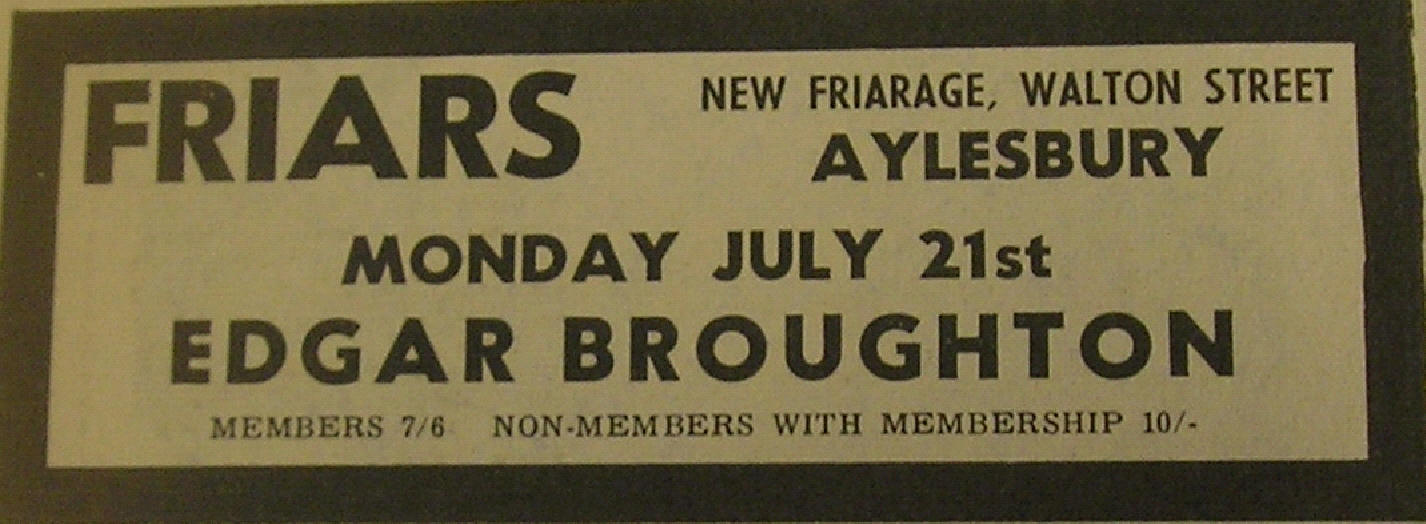 FRIARS
NEW FRIARAGE, WALTON STREET
AYLESBURY
MONDAY JULY 21st
EDGAR BROUGHTON
MEMBERS 7/6 NON-MEMBERS WITH MEMBERSHIP 10/-